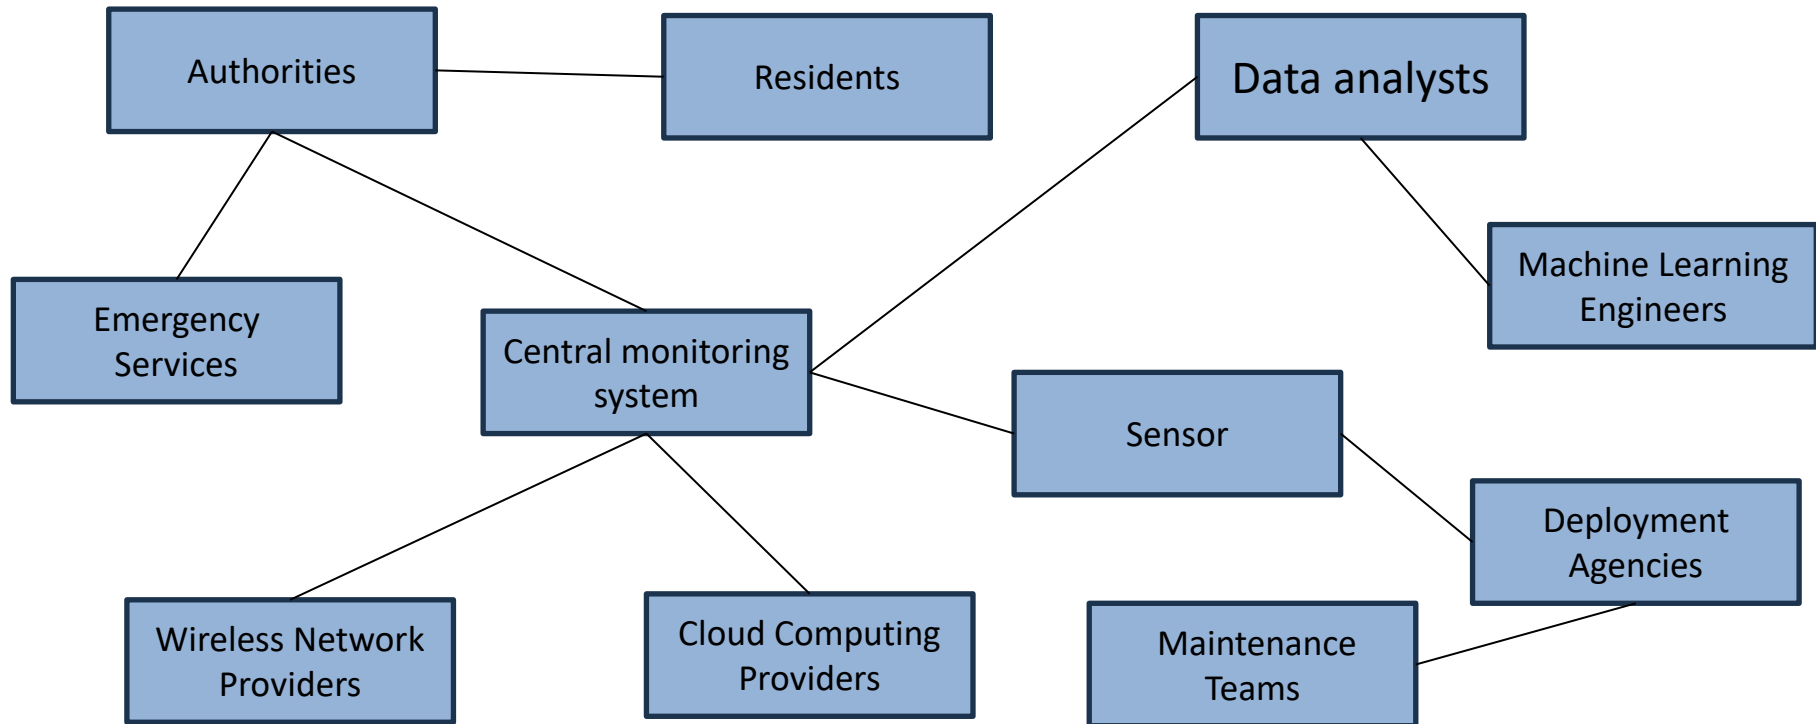 Authorities
Residents
Data analysts
Emergency
Services
Central monitoring
system
Machine Learning
Engineers
Sensor
Deployment
Agencies
Wireless Network
Providers
Cloud Computing
Providers
Maintenance
Teams